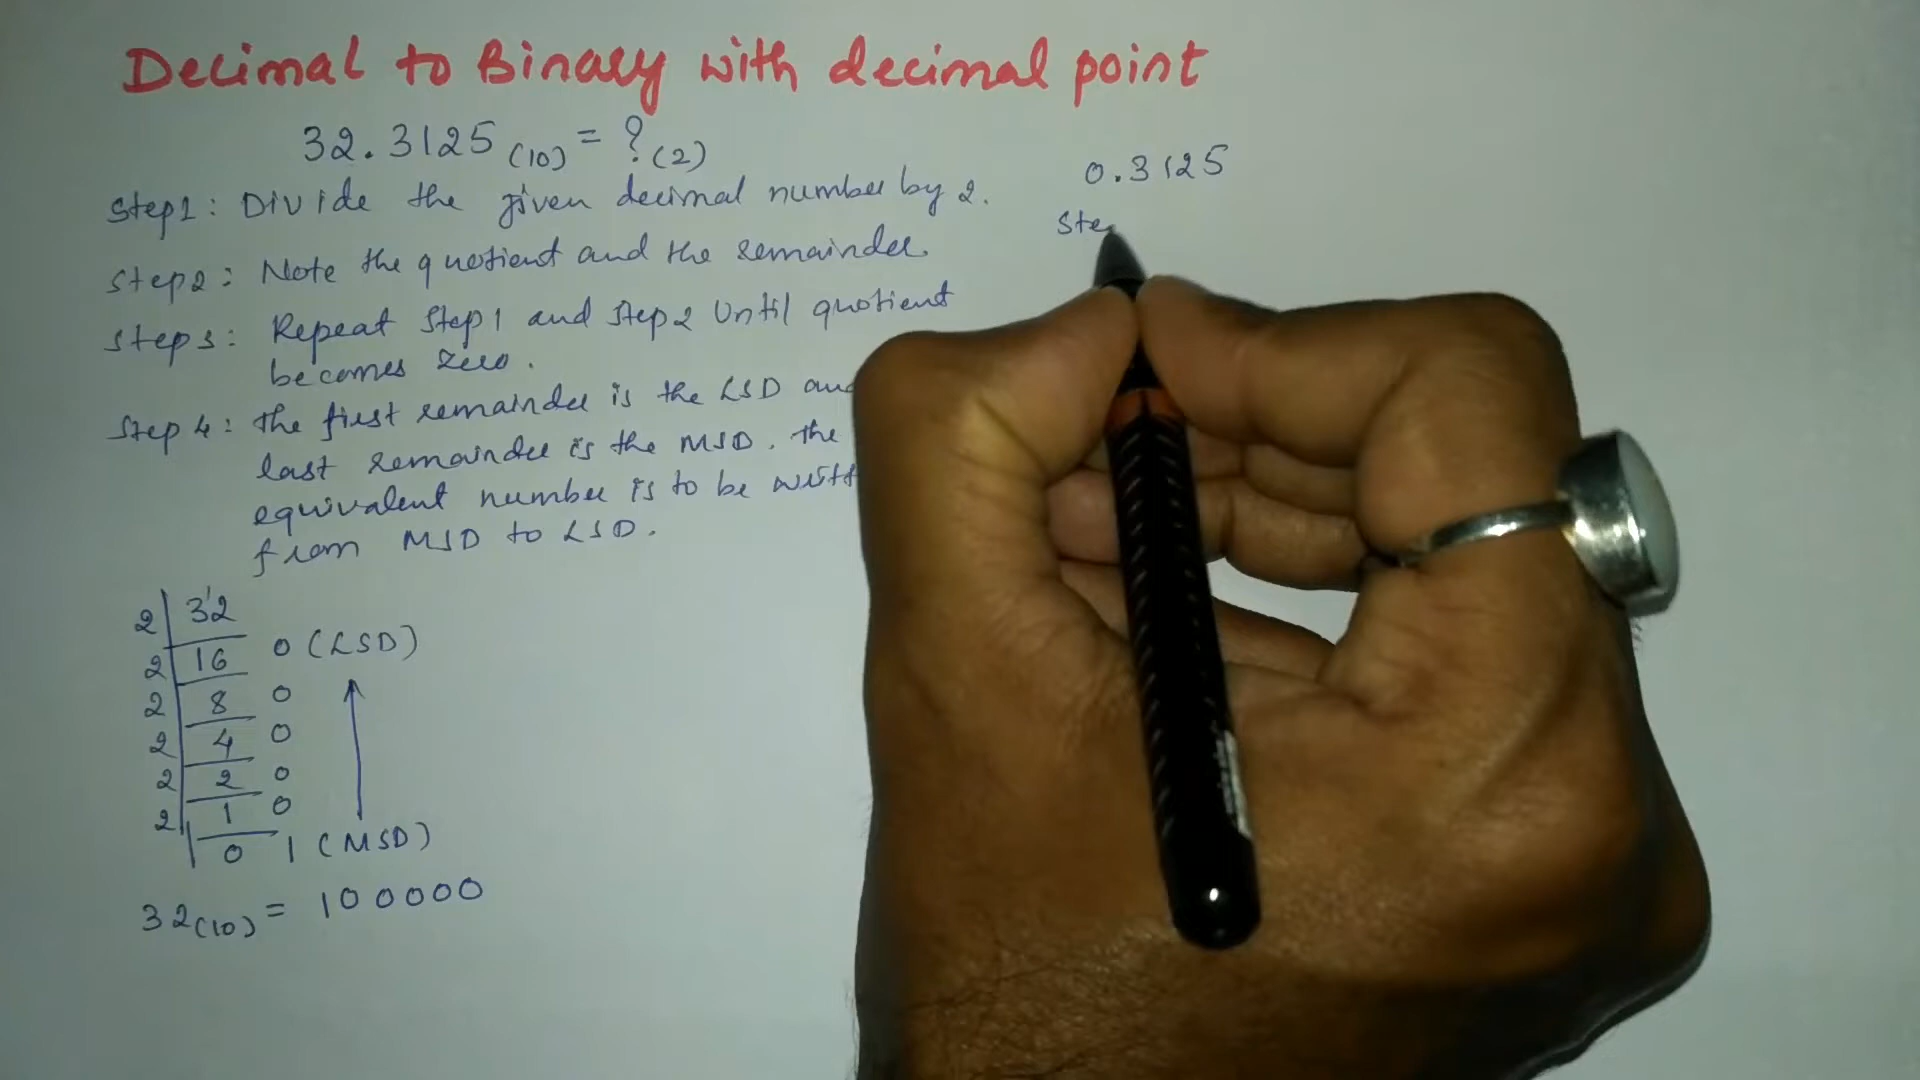 Decimal to Binary with decimal point
32.3125 (10) = ? (2)
Step1: Divide the given decimal number by 2.
Step2: Note the quotient and the remainder.
Step3: Repeat Step1 and Step2 Until quotient
becomes zero.
Step4: the first remainder is the LSD and
last remainder is the MSD. the
equivalent number is to be writt
from MSD to LSD.
2 32
2 16 0 (LSD)
2 8 0
2 4 0
2 2 0
2 1 0
0 1 (MSD)
32(10) = 100000
0.3125
Ste